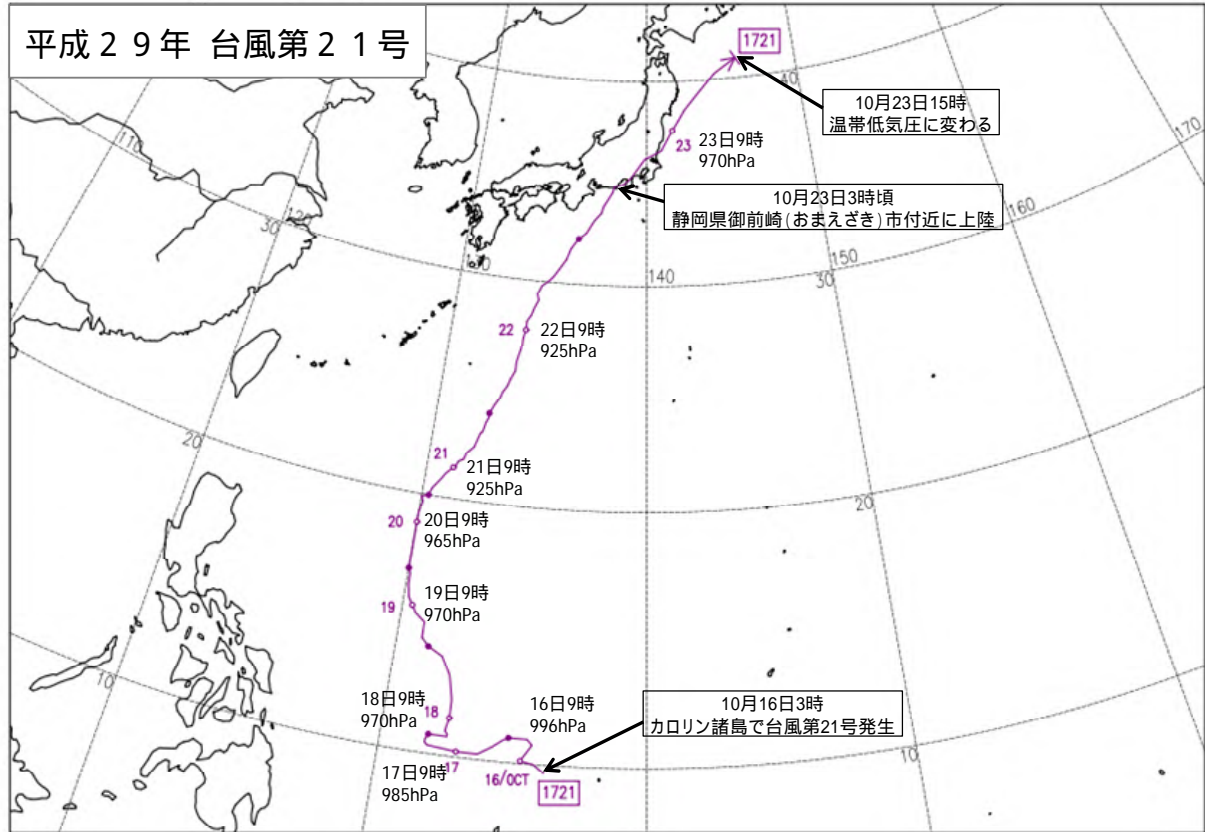 平成２９年 台風第２１号
1721
10月23日15時
温帯低気圧に変わる
40
110
170
23
23日9時
970hPa
10月23日3時頃
静岡県御前崎(おまえざき)市付近に上陸
120
30
160
130
140
150
30
22
22日9時
925hPa
20
21
21日9時
925hPa
20
20
20日9時
965hPa
19
19日9時
970hPa
10
18日9時
970hPa
18
16日9時
996hPa
10月16日3時
カロリン諸島で台風第21号発生
10
17
17日9時
985hPa
16/OCT
1721